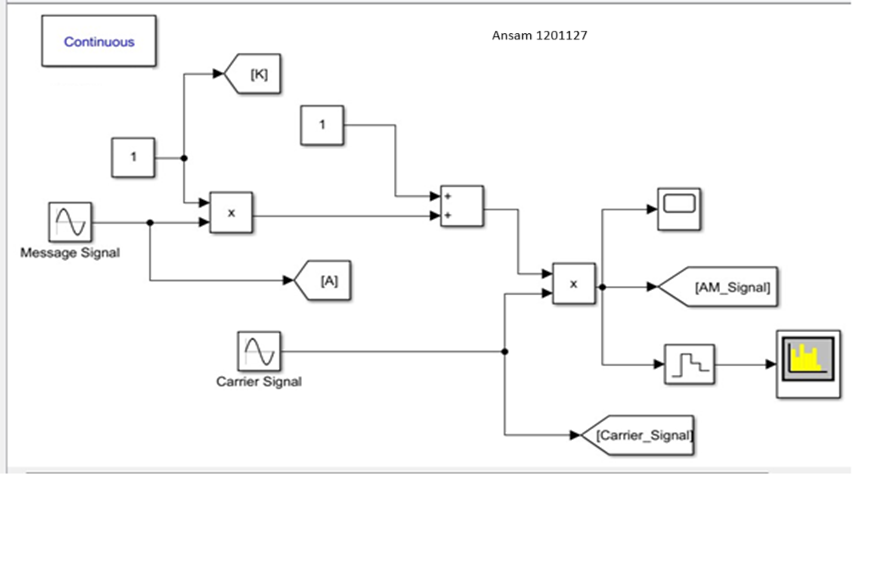 Ansam 1201127
Continuous
[K]
1
1
x
+
+
Message Signal
[A]
x
[AM_Signal]
Carrier Signal
[Carrier_Signal]